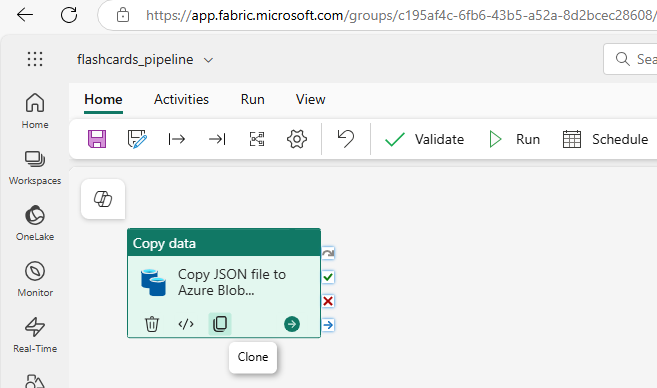 https://app.fabric.microsoft.com/groups/c195af4c-6fb6-43b5-a52a-8d2bcec28608/
flashcards_pipeline
Sea
Home Activities Run View
Validate Run Schedule
Home
Workspaces
OneLake
Monitor
Real-Time
Copy data
Copy JSON file to
Azure Blob...
</>
Clone